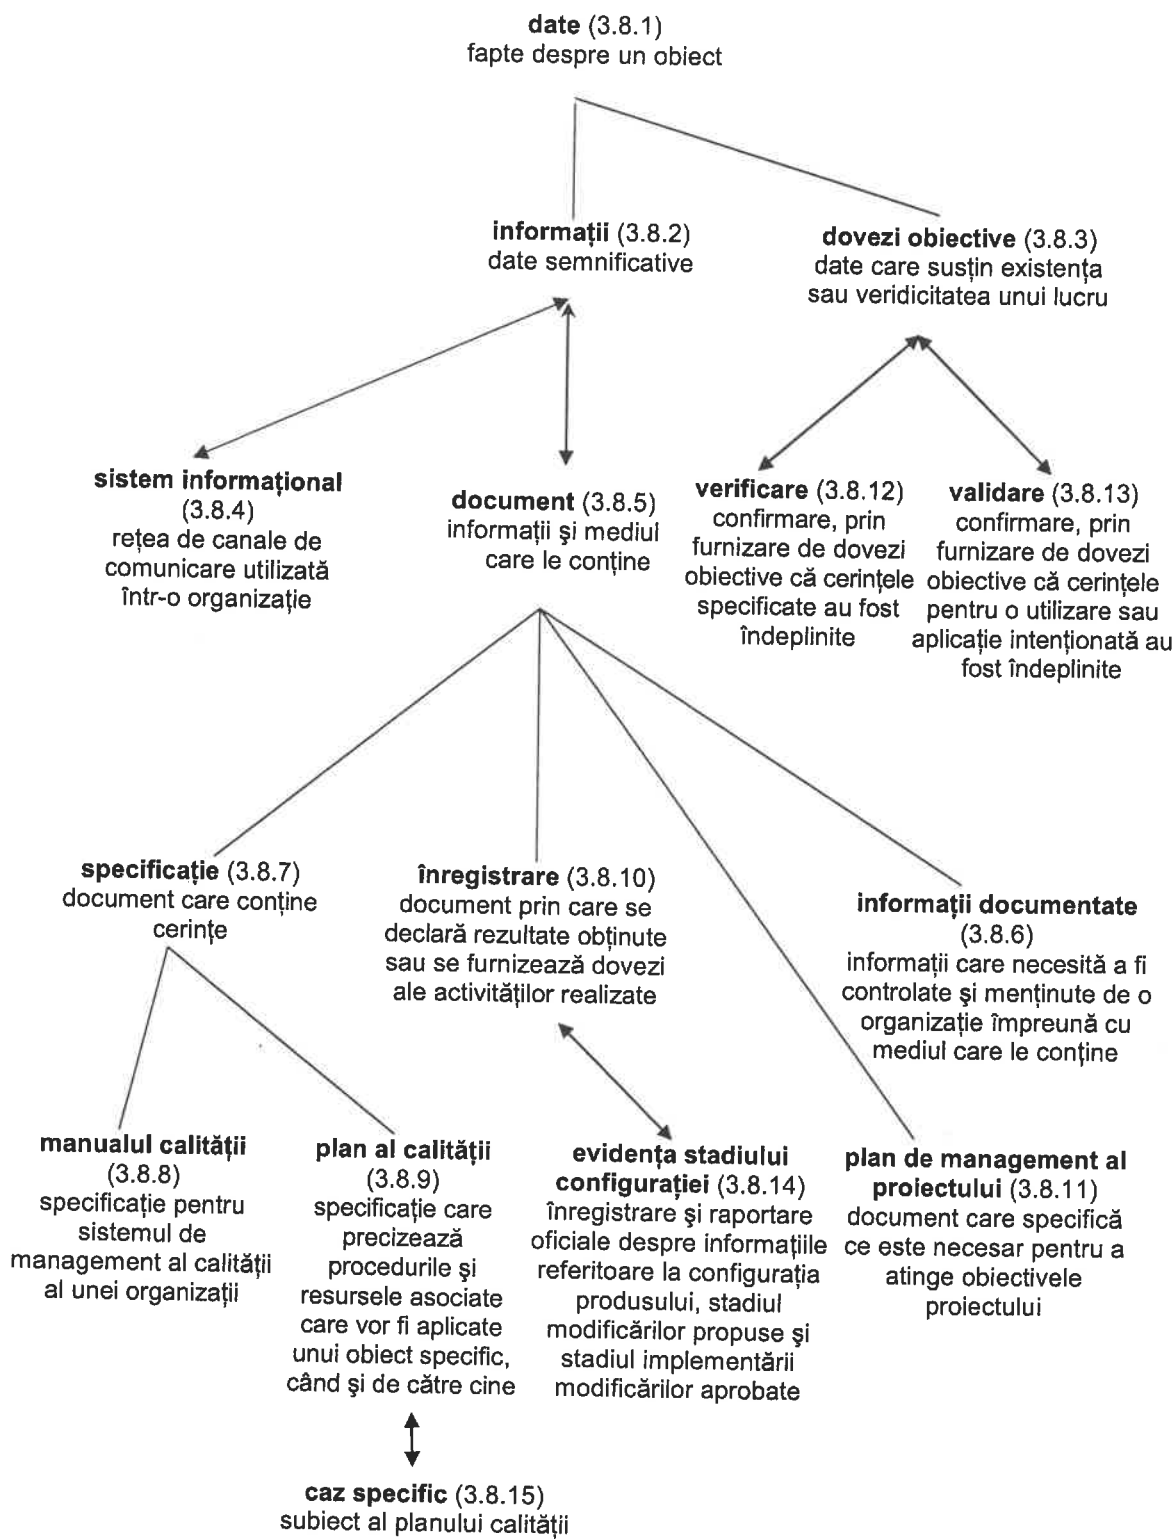 date (3.8.1)
fapte despre un obiect
informații (3.8.2)
date semnificative
dovezi obiective (3.8.3)
date care susțin existența
sau veridicitatea unui lucru
sistem informațional
(3.8.4)
rețea de canale de
comunicare utilizată
într-o organizație
document (3.8.5)
informații și mediul
care le conține
verificare (3.8.12)
confirmare, prin
furnizare de dovezi
obiective că cerințele
specificate au fost
îndeplinite
validare (3.8.13)
confirmare, prin
furnizare de dovezi
obiective că cerințele
pentru o utilizare sau
aplicație intenționată au
fost îndeplinite
specificație (3.8.7)
document care conține
cerințe
înregistrare (3.8.10)
document prin care se
declară rezultate obținute
sau se furnizează dovezi
ale activităților realizate
informații documentate
(3.8.6)
informații care necesită a fi
controlate și menținute de o
organizație împreună cu
mediul care le conține
manualul calității
(3.8.8)
specificație pentru
sistemul de
management al calității
al unei organizații
plan al calității
(3.8.9)
specificație care
precizează
procedurile și
resursele asociate
care vor fi aplicate
unui obiect specific,
când și de către cine
evidența stadiului
configurației (3.8.14)
înregistrare și raportare
oficiale despre informațiile
referitoare la configurația
produsului, stadiul
modificărilor propuse și
stadiul implementării
modificărilor aprobate
plan de management al
proiectului (3.8.11)
document care specifică
ce este necesar pentru a
atinge obiectivele
proiectului
caz specific (3.8.15)
subiect al planului calității